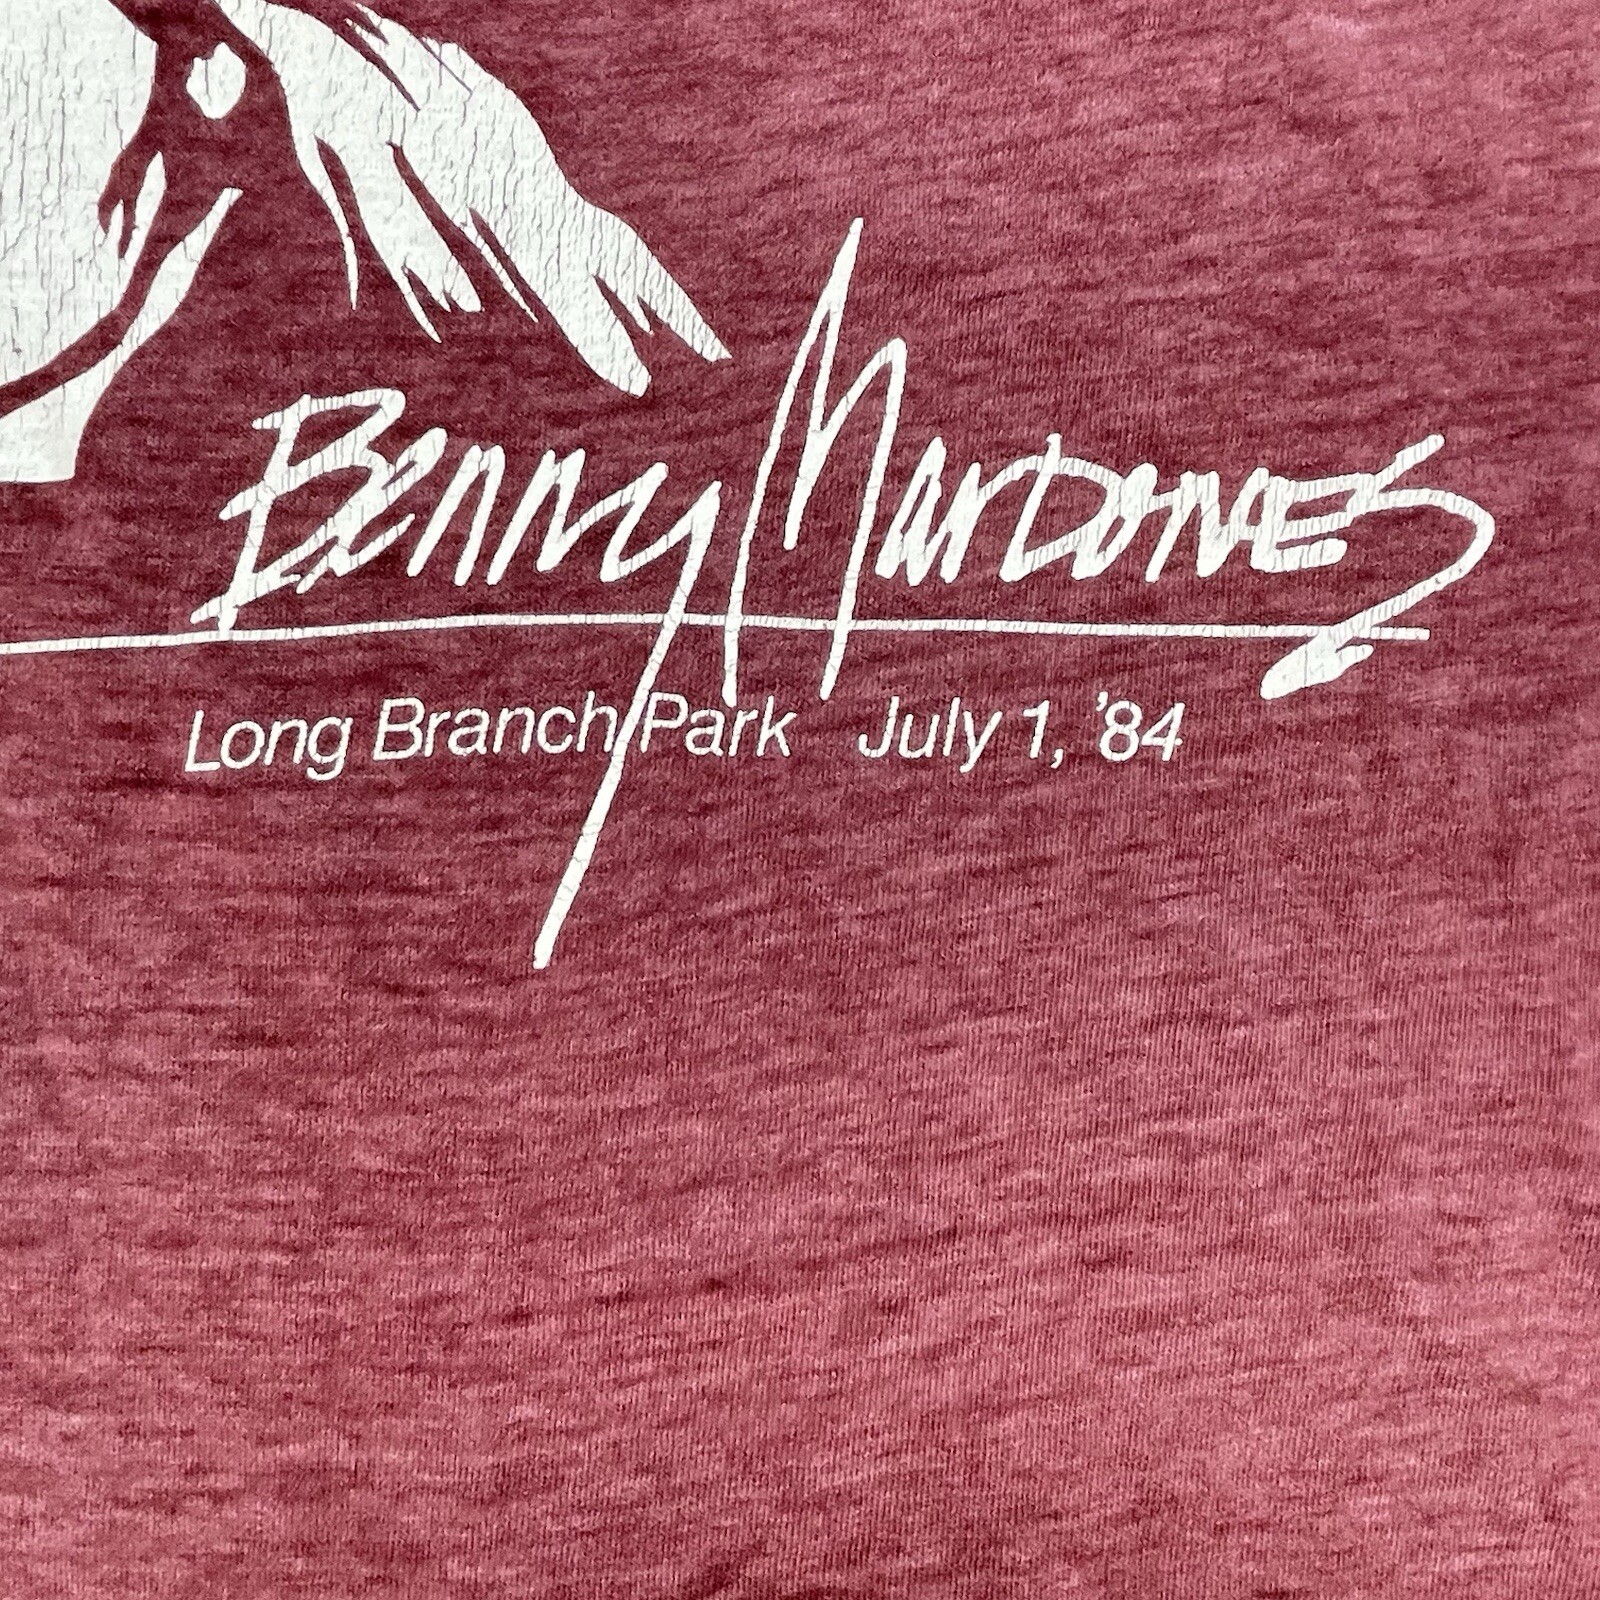 Benny Mardones
Long Branch Park July 1, '84